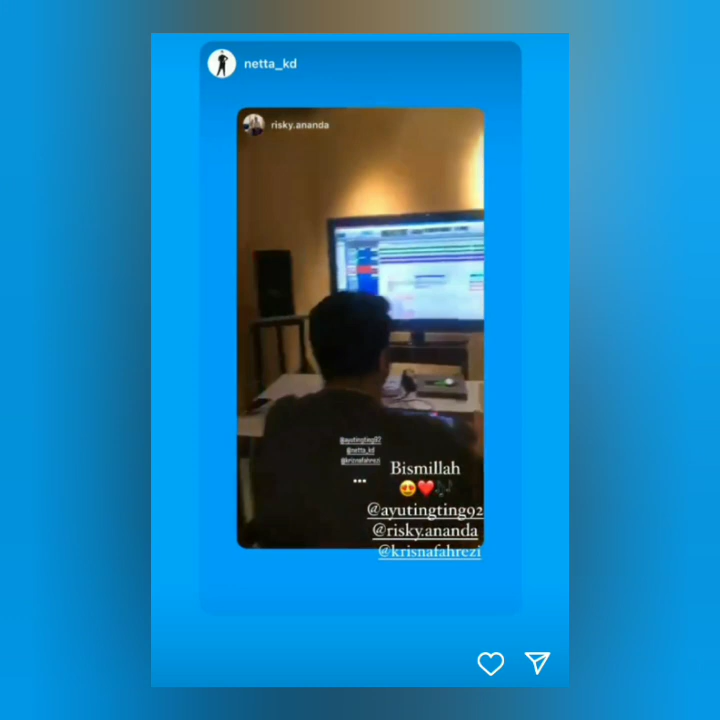 netta_kd
risky.ananda
@ayutingting92
@netta_kd
@krisnafahrezi
Bismillah
😍❤️🎶
@ayutingting92
@risky.ananda
@krisnafahrezi